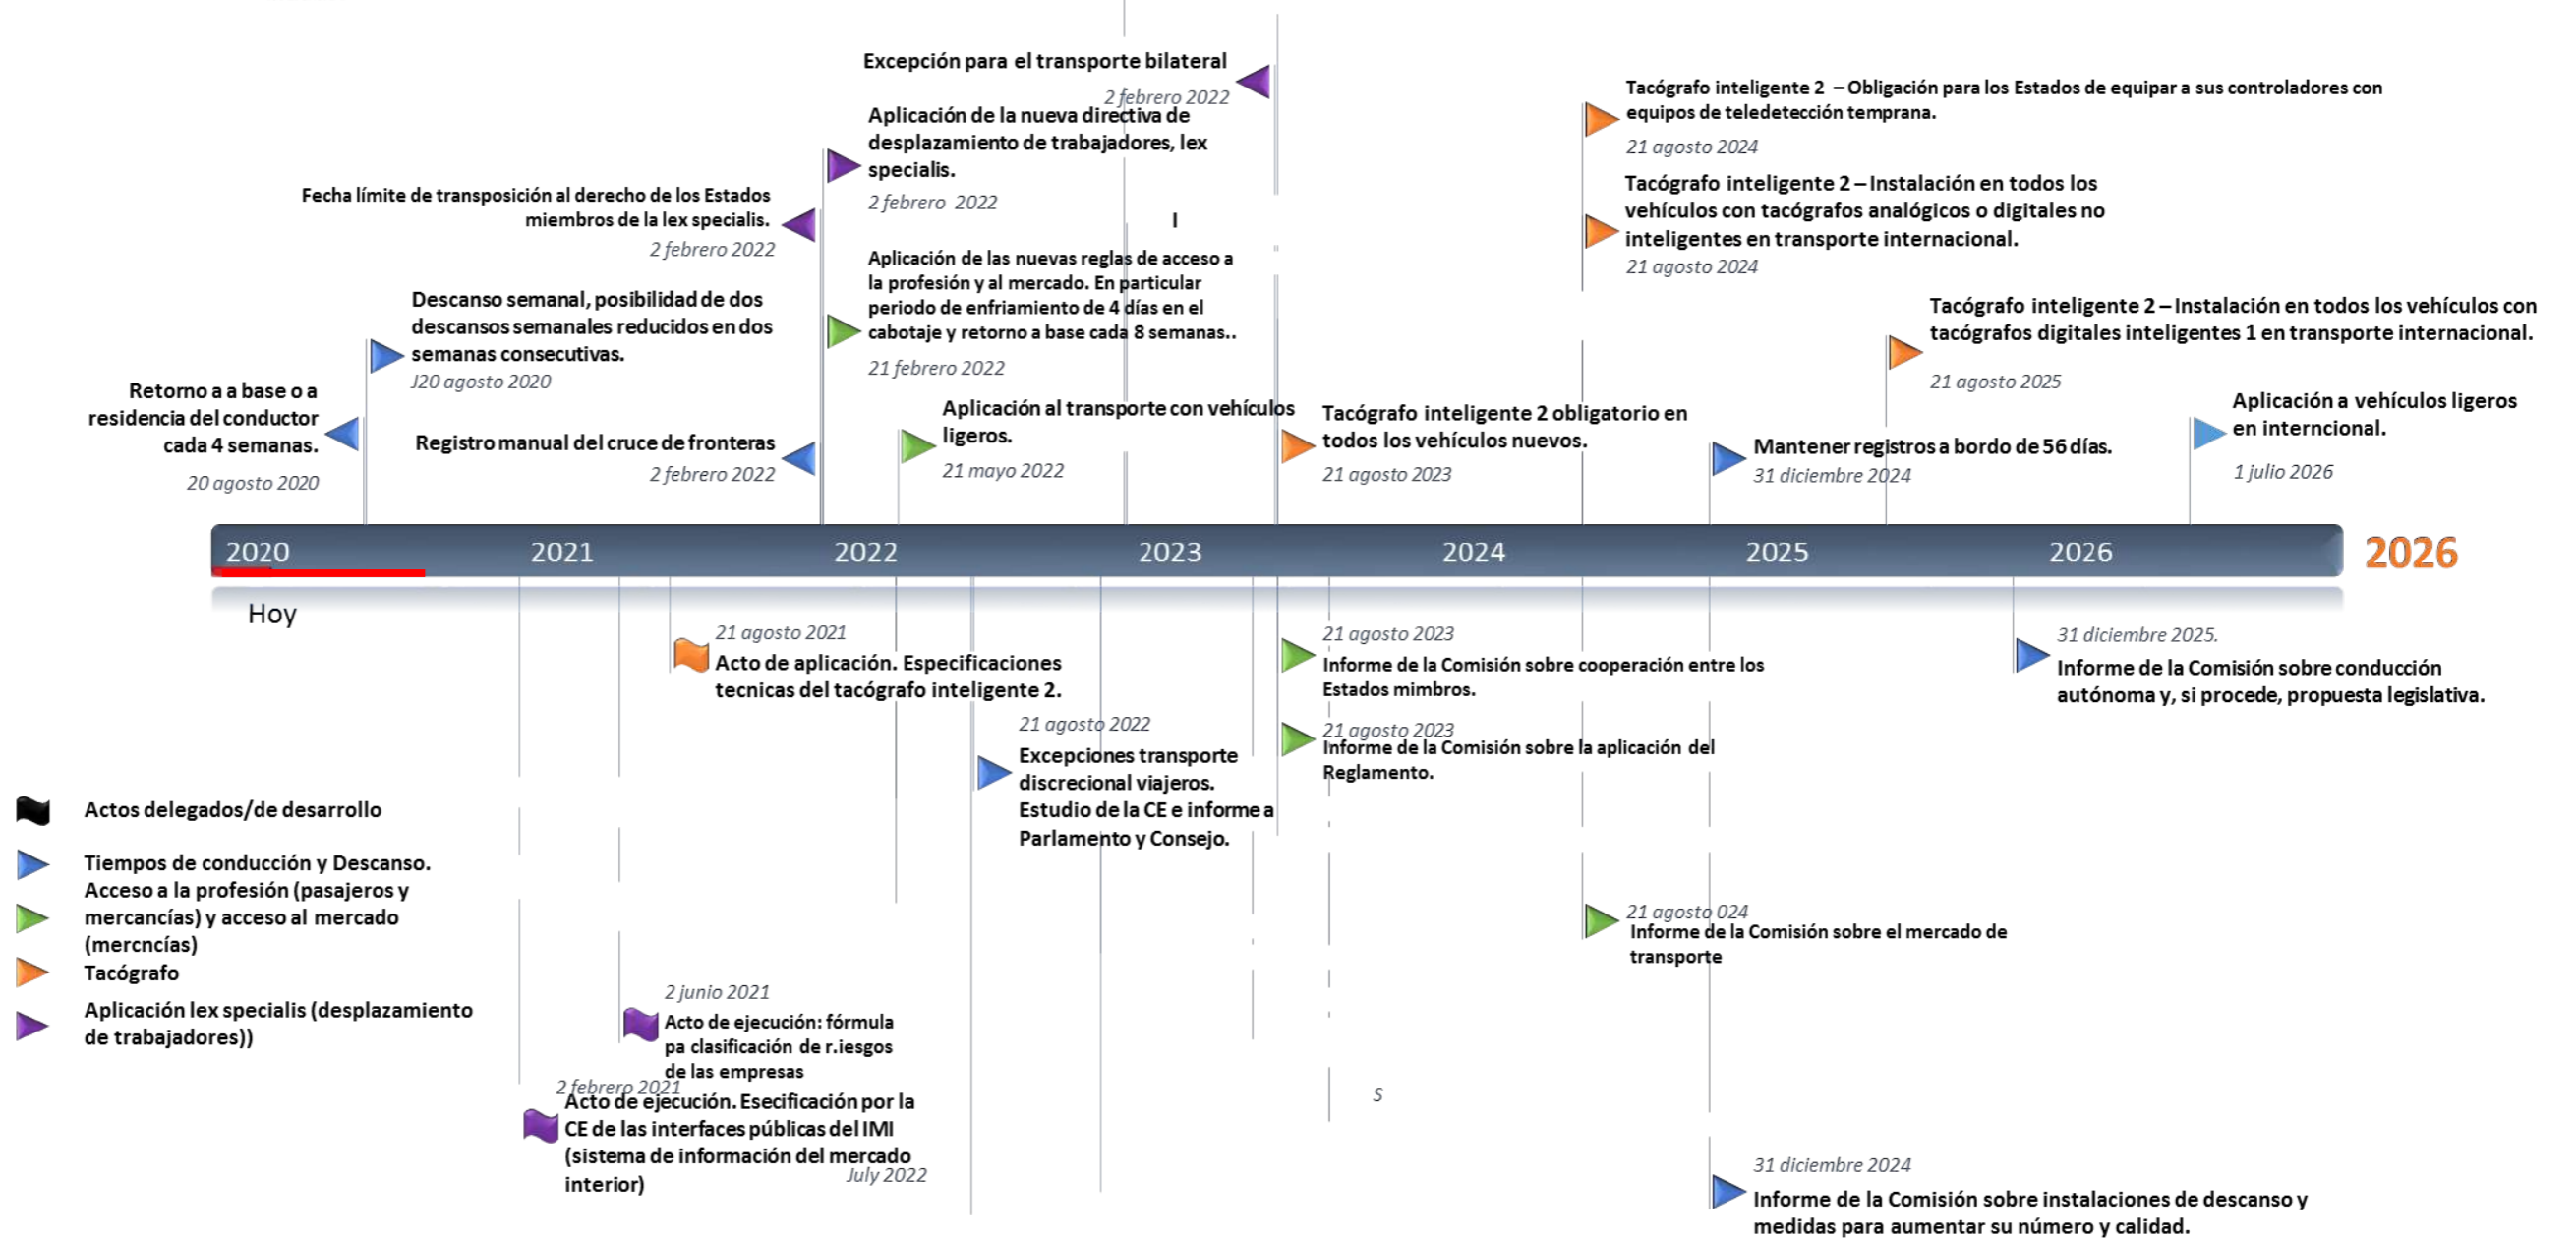 Excepción para el transporte bilateral
2 febrero 2022
Aplicación de la nueva directiva de
desplazamiento de trabajadores, lex
specialis.
2 febrero 2022
Fecha límite de transposición al derecho de los Estados
miembros de la lex specialis.
2 febrero 2022
I
Aplicación de las nuevas reglas de acceso a
la profesión y al mercado. En particular
periodo de enfriamiento de 4 días en el
cabotaje y retorno a base cada 8 semanas..
21 febrero 2022
Descanso semanal, posibilidad de dos
descansos semanales reducidos en dos
semanas consecutivas.
J20 agosto 2020
Retorno a a base o a
residencia del conductor
cada 4 semanas.
20 agosto 2020
Registro manual del cruce de fronteras
2 febrero 2022
Aplicación al transporte con vehículos
ligeros.
21 mayo 2022
Tacógrafo inteligente 2 obligatorio en
todos los vehículos nuevos.
21 agosto 2023
Tacógrafo inteligente 2 – Obligación para los Estados de equipar a sus controladores con
equipos de teledetección temprana.
21 agosto 2024
Tacógrafo inteligente 2 – Instalación en todos los
vehículos con tacógrafos analógicos o digitales no
inteligentes en transporte internacional.
21 agosto 2024
Tacógrafo inteligente 2 – Instalación en todos los vehículos con
tacógrafos digitales inteligentes 1 en transporte internacional.
21 agosto 2025
Mantener registros a bordo de 56 días.
31 diciembre 2024
Aplicación a vehículos ligeros
en interncional.
1 julio 2026
2020 2021 2022 2023 2024 2025 2026 2026
Hoy
21 agosto 2021
Acto de aplicación. Especificaciones
tecnicas del tacógrafo inteligente 2.
21 agosto 2022
Excepciones transporte
discrecional viajeros.
Estudio de la CE e informe a
Parlamento y Consejo.
21 agosto 2023
Informe de la Comisión sobre cooperación entre los
Estados mimbros.
21 agosto 2023
Informe de la Comisión sobre la aplicación del
Reglamento.
31 diciembre 2025.
Informe de la Comisión sobre conducción
autónoma y, si procede, propuesta legislativa.
21 agosto 024
Informe de la Comisión sobre el mercado de
transporte
Actos delegados/de desarrollo
Tiempos de conducción y Descanso.
Acceso a la profesión (pasajeros y
mercancías) y acceso al mercado
(mercncías)
Tacógrafo
Aplicación lex specialis (desplazamiento
de trabajadores))
2 junio 2021
Acto de ejecución: fórmula
pa clasificación de r.iesgos
de las empresas
2 febrero 2021
Acto de ejecución. Esecificación por la
CE de las interfaces públicas del IMI
(sistema de información del mercado
interior)
July 2022
S
31 diciembre 2024
Informe de la Comisión sobre instalaciones de descanso y
medidas para aumentar su número y calidad.